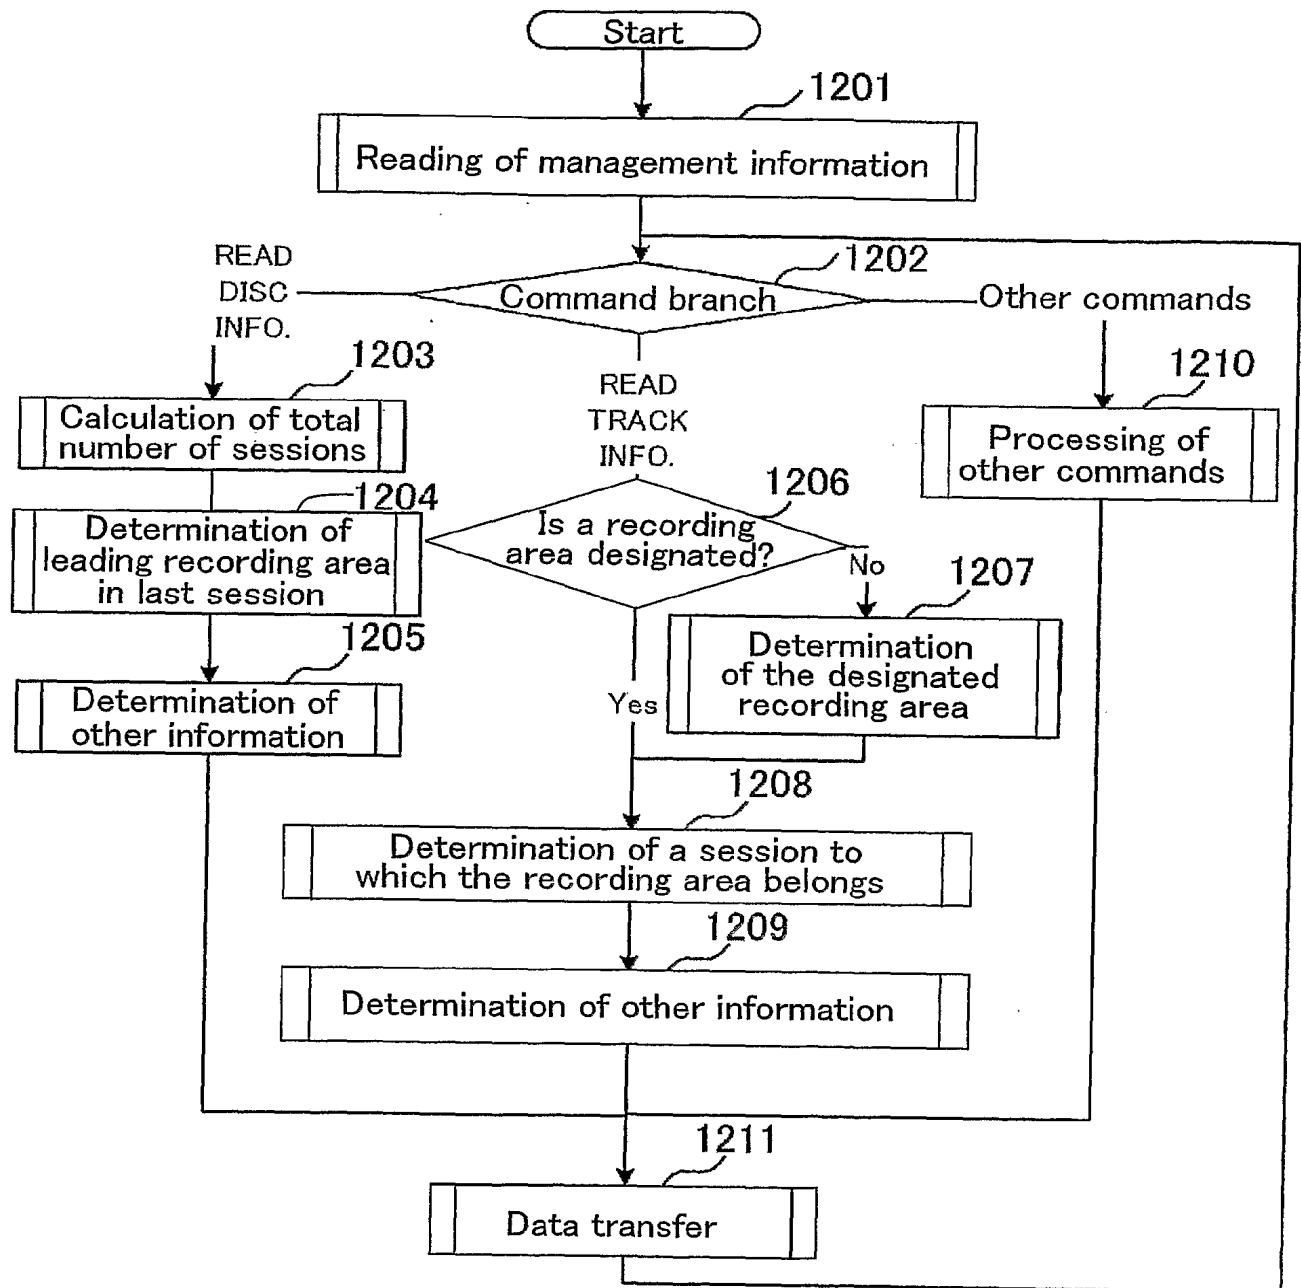 Start
1201
Reading of management information
1202
Command branch
READ
DISC
INFO.
Other commands
1203
Calculation of total
number of sessions
READ
TRACK
INFO.
1210
Processing of
other commands
1204
Determination of
leading recording area
in last session
1206
Is a recording
area designated?
No
1207
Determination
of the designated
recording area
1205
Determination of
other information
Yes
1208
Determination of a session to
which the recording area belongs
1209
Determination of other information
1211
Data transfer